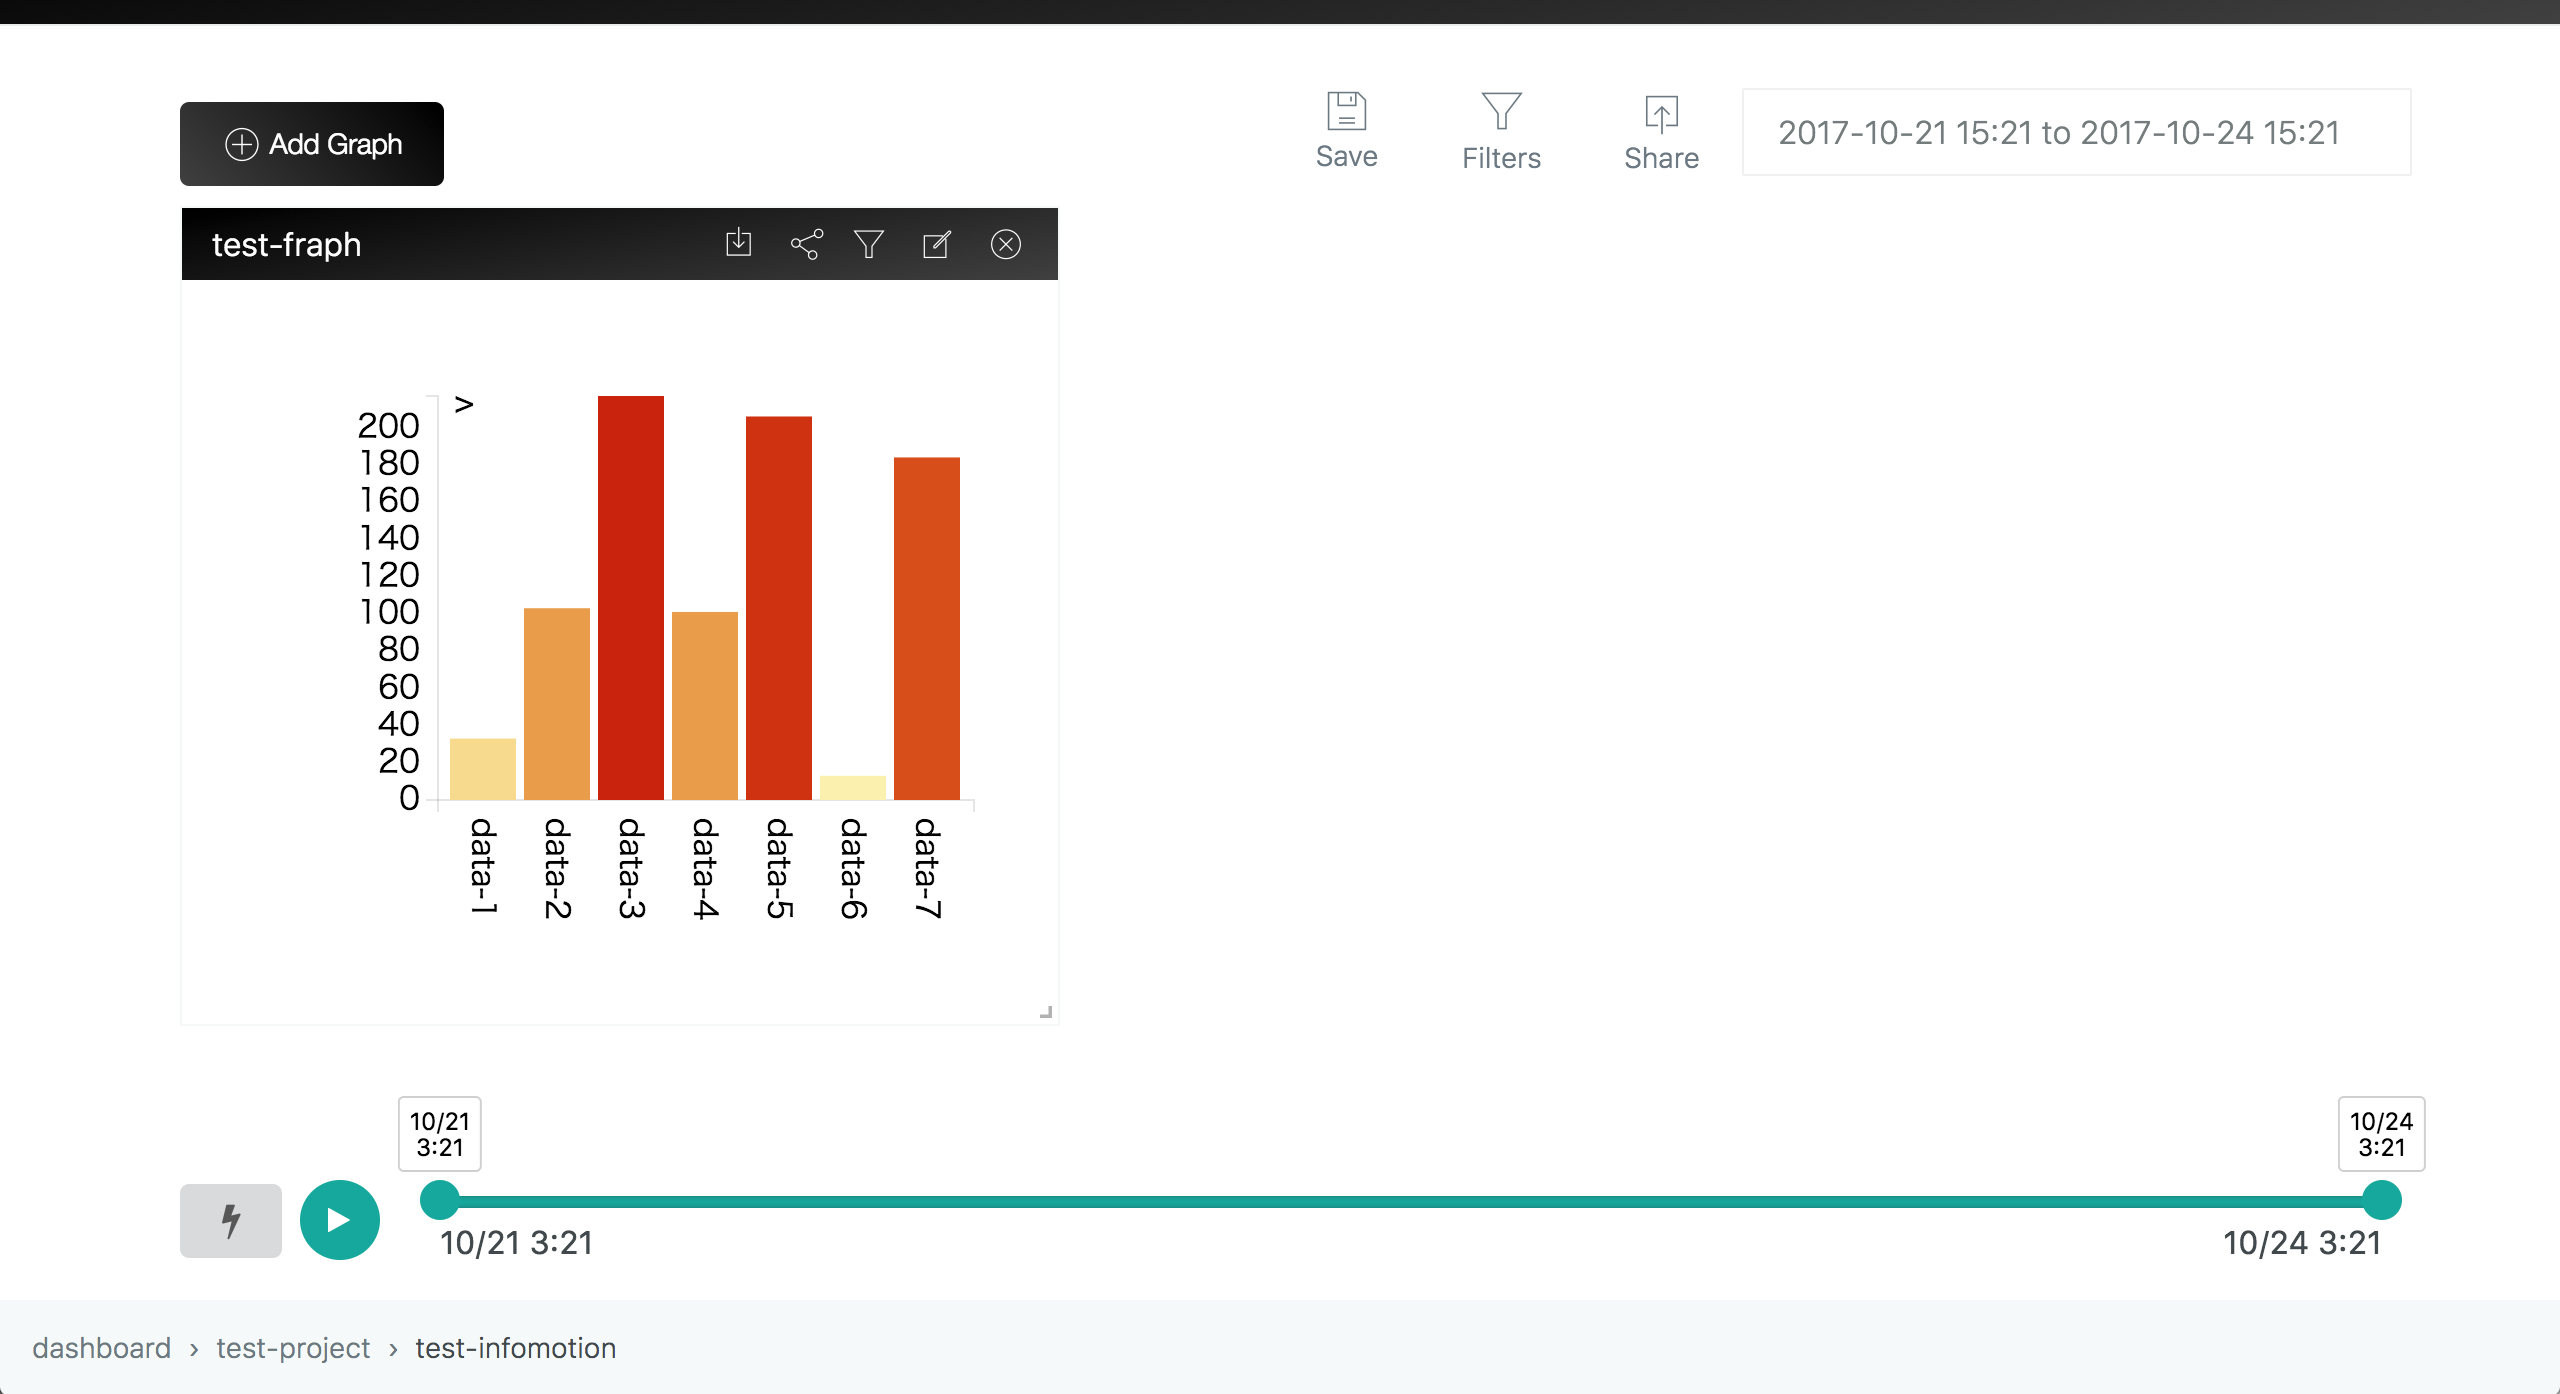 Add Graph
Save
Filters
Share
2017-10-21 15:21 to 2017-10-24 15:21
test-fraph
>
200
180
160
140
120
100
80
60
40
20
0
data-1
data-2
data-3
data-4
data-5
data-6
data-7
10/21
3:21
10/24
3:21
10/21 3:21
10/24 3:21
dashboard › test-project › test-infomotion